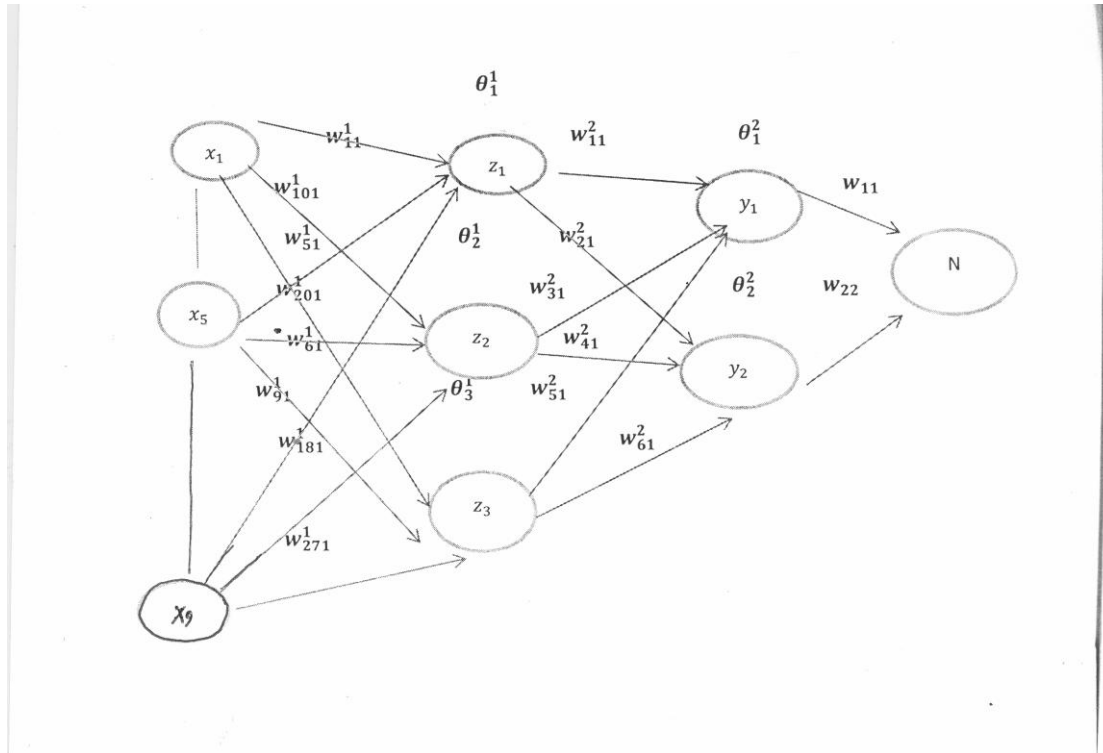 θ₁¹
w₁₁¹
w₁₁²
θ₁²
x₁
z₁
w₁₀₁¹
w₁₁
y₁
w₅₁¹
θ₂¹
w₂₁²
N
w₂₀₁¹
w₃₁²
θ₂²
w₂₂
x₅
w₆₁¹
z₂
w₄₁²
y₂
w₉₁¹
θ₃¹
w₅₁²
w₁₈₁¹
w₆₁²
z₃
w₂₇₁¹
X₉